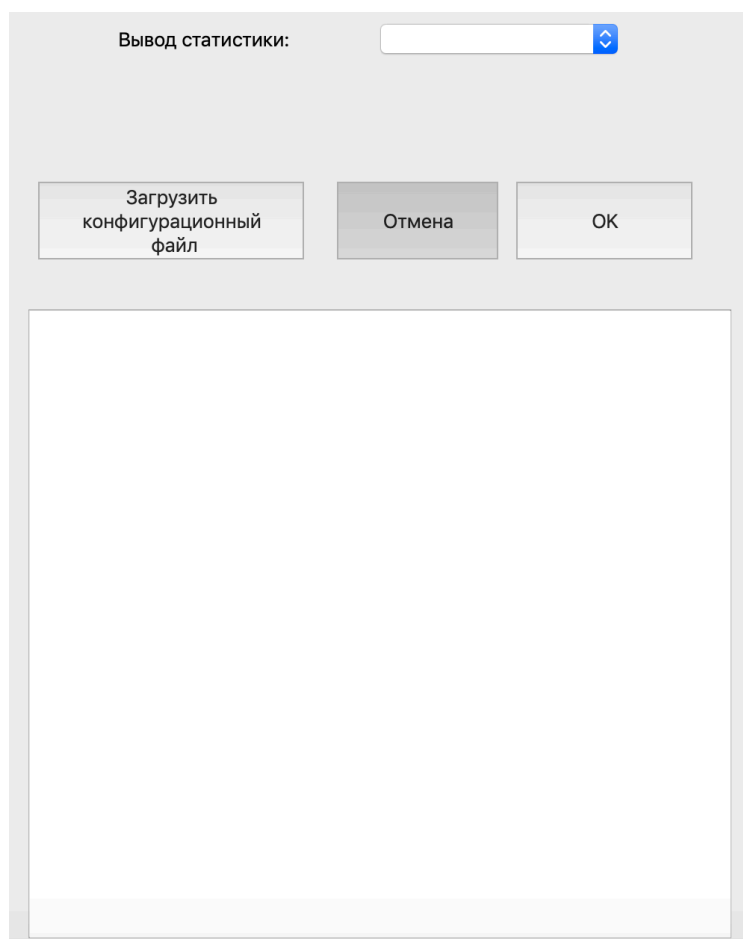 Вывод статистики:
Загрузить
конфигурационный
файл
Отмена
OK